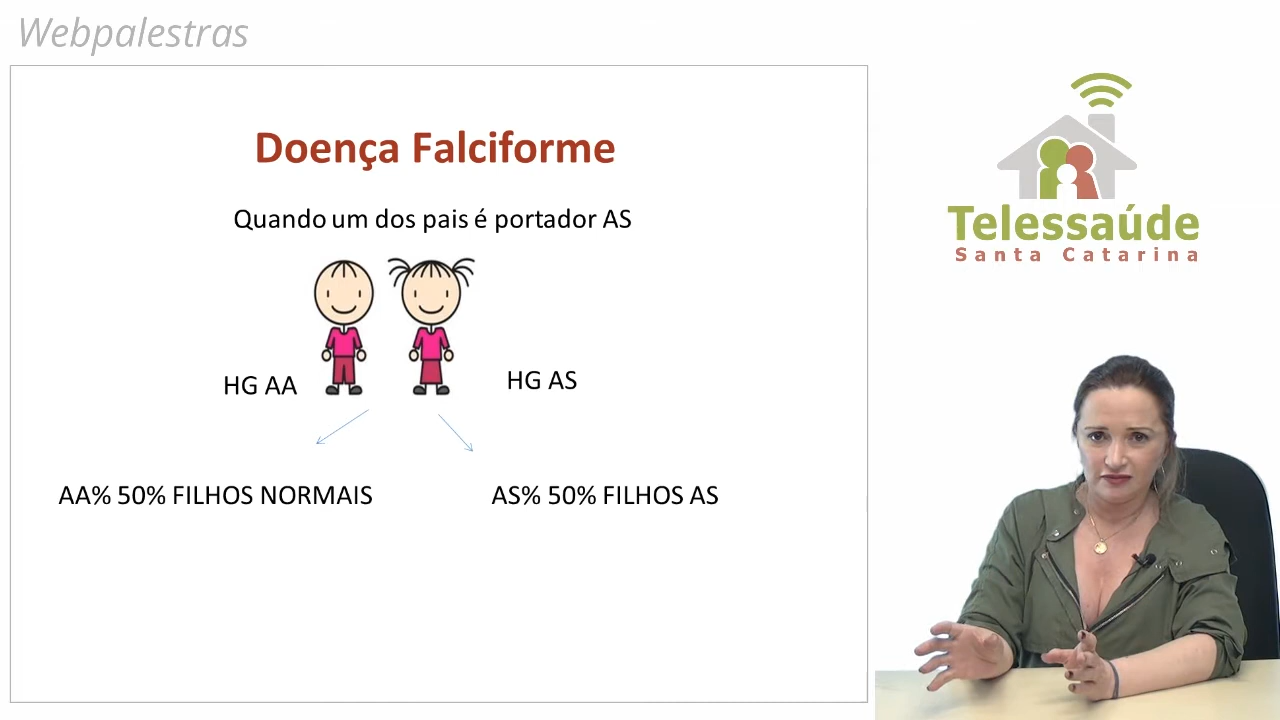 Webpalestras
Doença Falciforme
Quando um dos pais é portador AS
HG AA
HG AS
AA% 50% FILHOS NORMAIS
AS% 50% FILHOS AS
Telessaúde
Santa Catarina